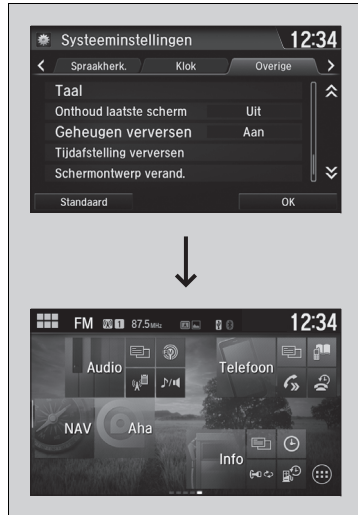 Systeeminstellingen 12:34
Spraakherk. Klok Overige
Taal
Onthoud laatste scherm Uit
Geheugen verversen Aan
Tijdafstelling verversen
Schermontwerp verand.
Standaard OK
FM 1 87.5MHz 12:34
Audio Telefoon
NAV Aha
Info